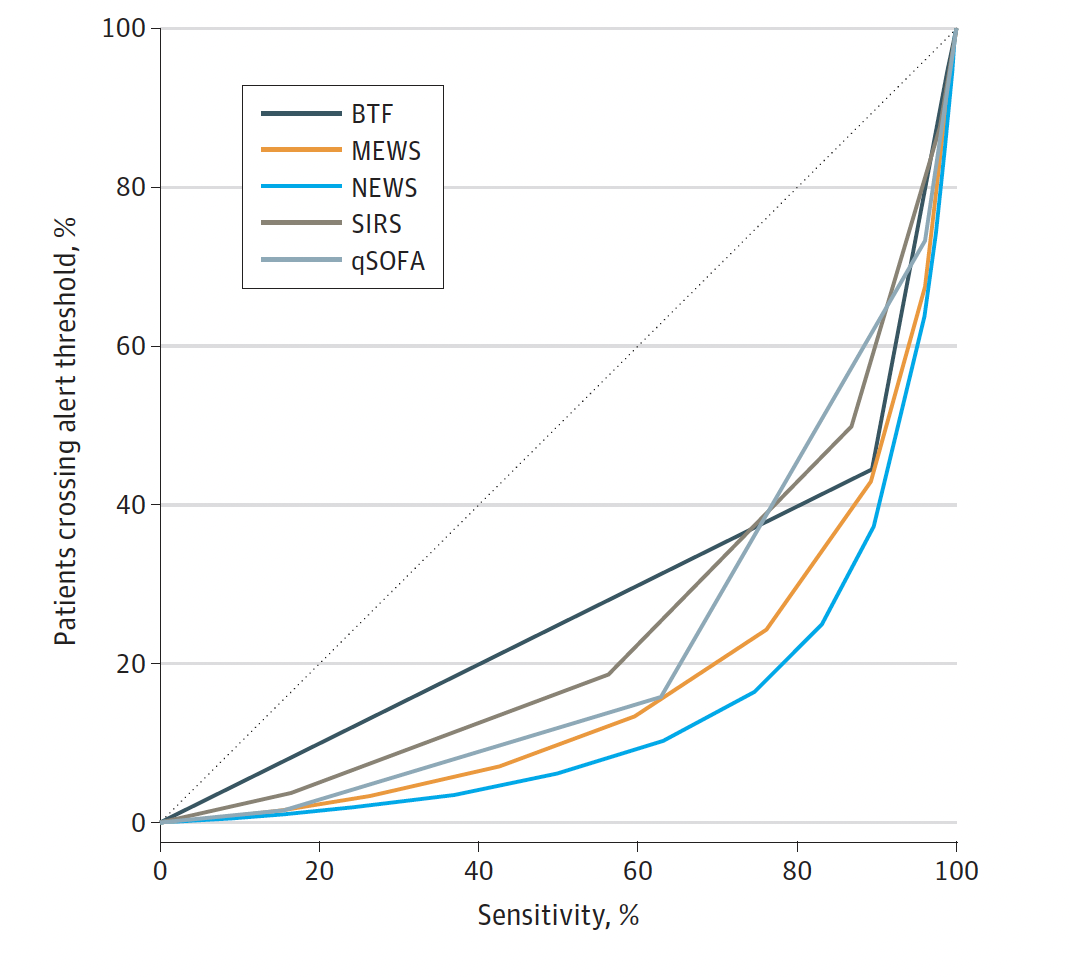 100
80
60
40
20
0
Patients crossing alert threshold, %
BTF
MEWS
NEWS
SIRS
qSOFA
0 20 40 60 80 100
Sensitivity, %